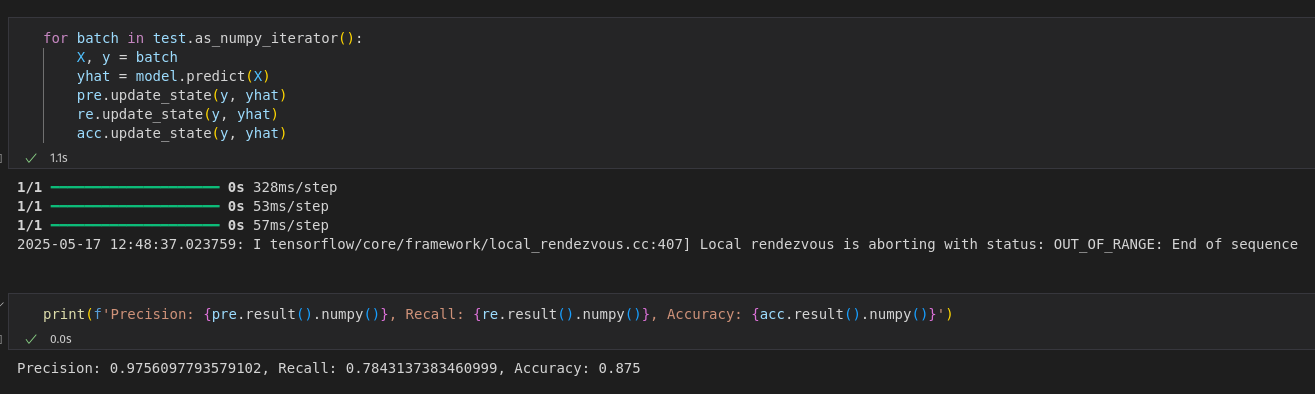 for batch in test.as_numpy_iterator():
    X, y = batch
    yhat = model.predict(X)
    pre.update_state(y, yhat)
    re.update_state(y, yhat)
    acc.update_state(y, yhat)
1.1s
1/1 ━━━━━━━━━━━━━━━━━━━━ 0s 328ms/step
1/1 ━━━━━━━━━━━━━━━━━━━━ 0s 53ms/step
1/1 ━━━━━━━━━━━━━━━━━━━━ 0s 57ms/step
2025-05-17 12:48:37.023759: I tensorflow/core/framework/local_rendezvous.cc:407] Local rendezvous is aborting with status: OUT_OF_RANGE: End of sequence
print(f'Precision: {pre.result().numpy()}, Recall: {re.result().numpy()}, Accuracy: {acc.result().numpy()}')
0.0s
Precision: 0.9756097793579102, Recall: 0.7843137383460999, Accuracy: 0.875